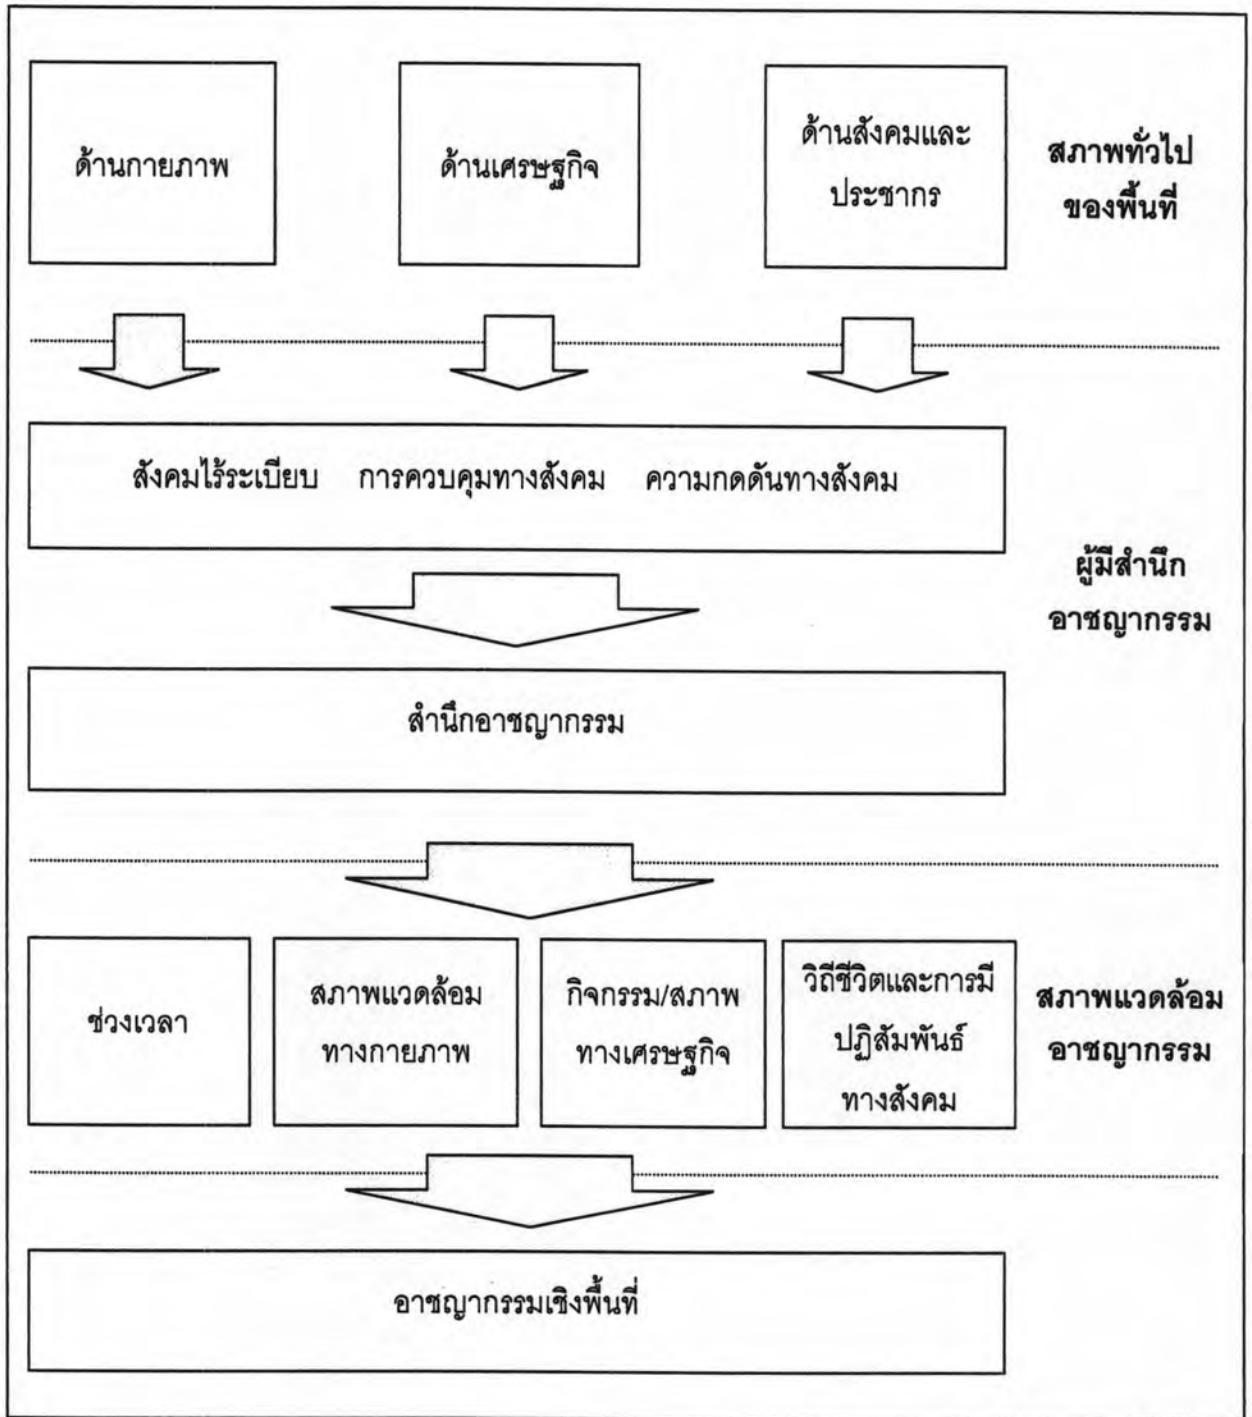 ด้านกายภาพ
ด้านเศรษฐกิจ
ด้านสังคมและ
ประชากร
สภาพทั่วไป
ของพื้นที่
สังคมไร้ระเบียบ การควบคุมทางสังคม ความกดดันทางสังคม
ผู้มีสำนึก
อาชญากรรม
สำนึกอาชญากรรม
ช่วงเวลา
สภาพแวดล้อม
ทางกายภาพ
กิจกรรม/สภาพ
ทางเศรษฐกิจ
วิถีชีวิตและการมี
ปฏิสัมพันธ์
ทางสังคม
สภาพแวดล้อม
อาชญากรรม
อาชญากรรมเชิงพื้นที่